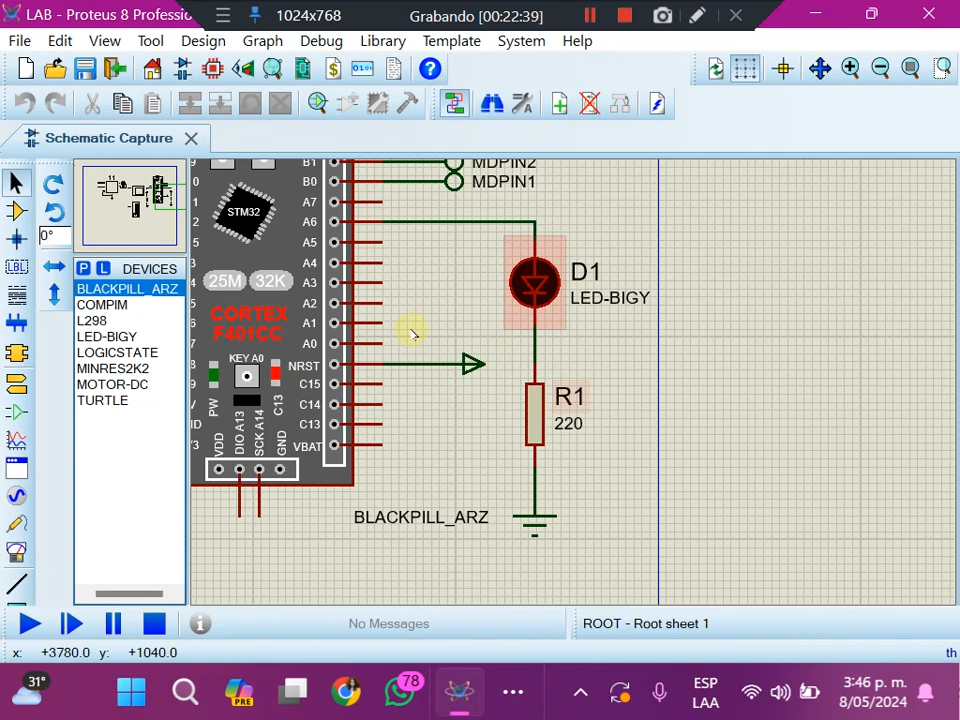 LAB - Proteus 8 Professio
1024x768
Grabando [00:22:39]
File Edit View Tool Design Graph Debug Library Template System Help
Schematic Capture
0°
LBL
P L DEVICES
BLACKPILL_ARZ
COMPIM
L298
LED-BIGY
LOGICSTATE
MINRES2K2
MOTOR-DC
TURTLE
STM32
25M 32K
CORTEX
F401CC
KEY A0
PW
C13
VDD
DIO A13
SCK A14
GND
B1
B0
A7
A6
A5
A4
A3
A2
A1
A0
NRST
C15
C14
C13
VBAT
MDPIN2
MDPIN1
D1
LED-BIGY
R1
220
BLACKPILL_ARZ
No Messages
ROOT - Root sheet 1
x: +3780.0 y: +1040.0
th
31°
PRE
78
ESP
LAA
3:46 p. m.
8/05/2024